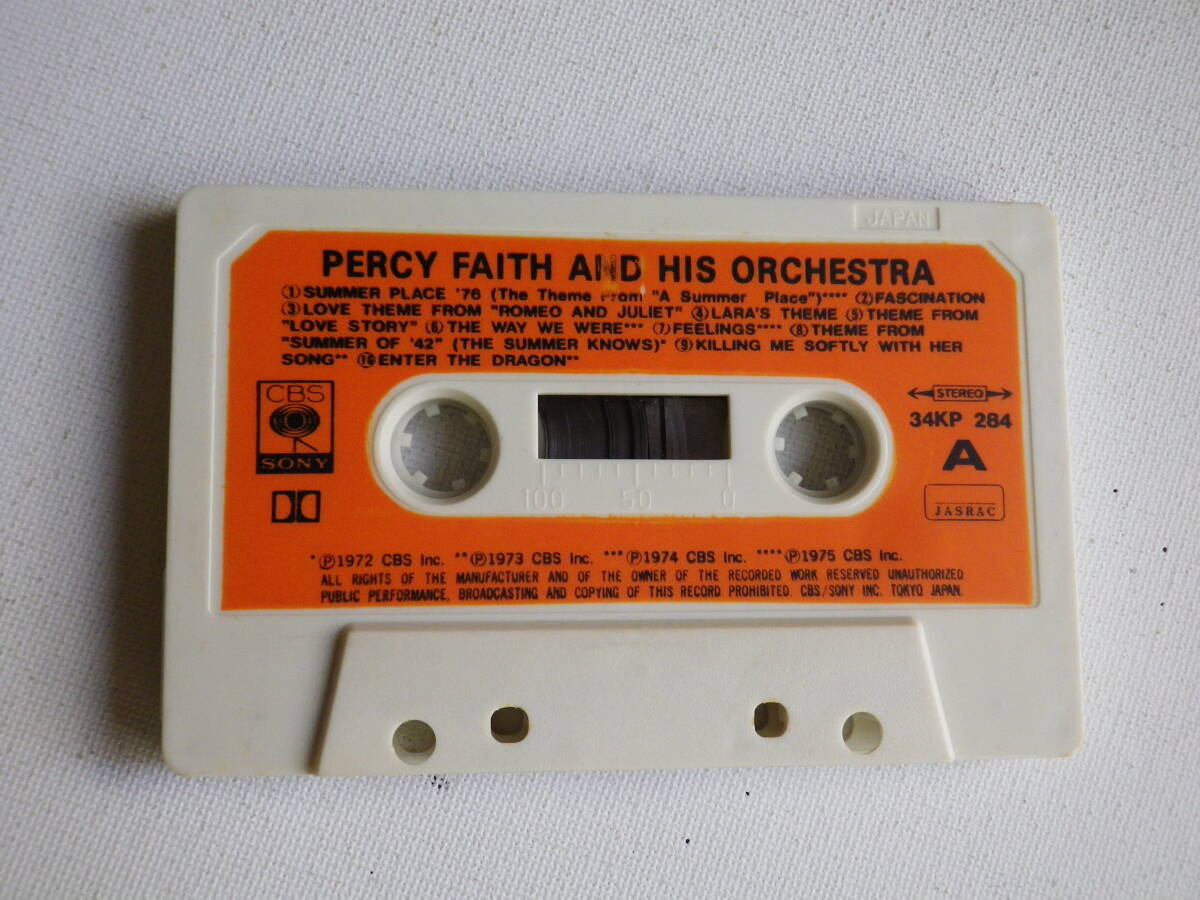 JAPAN
PERCY FAITH AND HIS ORCHESTRA
①SUMMER PLACE '76 (The Theme From "A Summer Place")**** ②FASCINATION
③LOVE THEME FROM "ROMEO AND JULIET" ④LARA'S THEME ⑤THEME FROM
"LOVE STORY" ⑥THE WAY WE WERE*** ⑦FEELINGS**** ⑧THEME FROM
"SUMMER OF '42" (THE SUMMER KNOWS)* ⑨KILLING ME SOFTLY WITH HER
SONG** ⑩ENTER THE DRAGON**
CBS
SONY
STEREO
34KP 284
A
JASRAC
100 50 0
*Ⓟ1972 CBS Inc. **Ⓟ1973 CBS Inc. ***Ⓟ1974 CBS Inc. ****Ⓟ1975 CBS Inc.
ALL RIGHTS OF THE MANUFACTURER AND OF THE OWNER OF THE RECORDED WORK RESERVED UNAUTHORIZED
PUBLIC PERFORMANCE, BROADCASTING AND COPYING OF THIS RECORD PROHIBITED. CBS/SONY INC. TOKYO JAPAN.